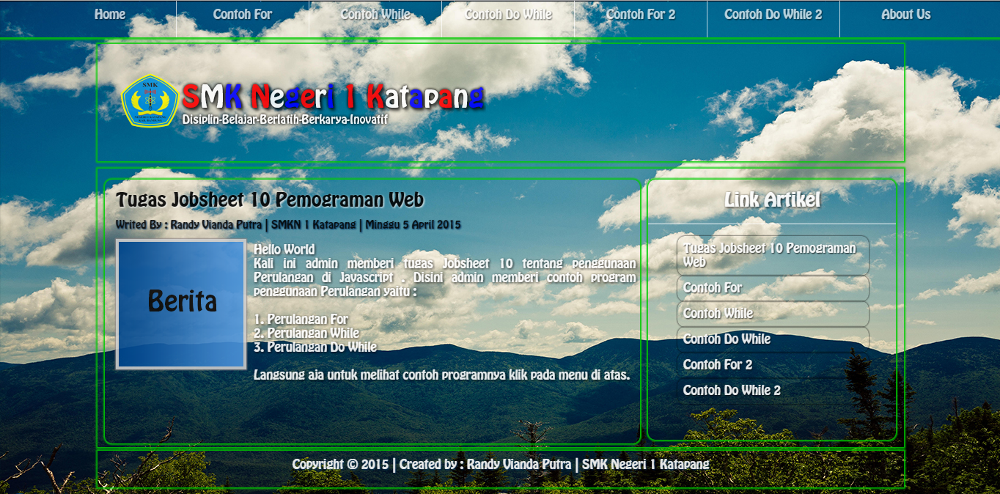 Home
Contoh For
Contoh While
Contoh Do While
Contoh For 2
Contoh Do While 2
About Us
SMK
SMK Negeri 1 Katapang
Disiplin-Belajar-Berlatih-Berkarya-Inovatif
Tugas Jobsheet 10 Pemograman Web
Writed By : Randy Vianda Putra | SMKN 1 Katapang | Minggu 5 April 2015
Berita
Hello World
Kali ini admin memberi tugas Jobsheet 10 tentang penggunaan
Perulangan di Javascript . Disini admin memberi contoh program
penggunaan Perulangan yaitu :
1. Perulangan For
2. Perulangan While
3. Perulangan Do While
Langsung aja untuk melihat contoh programnya klik pada menu di atas.
Link Artikel
Tugas Jobsheet 10 Pemograman
Web
Contoh For
Contoh While
Contoh Do While
Contoh For 2
Contoh Do While 2
Copyright © 2015 | Created by : Randy Vianda Putra | SMK Negeri 1 Katapang